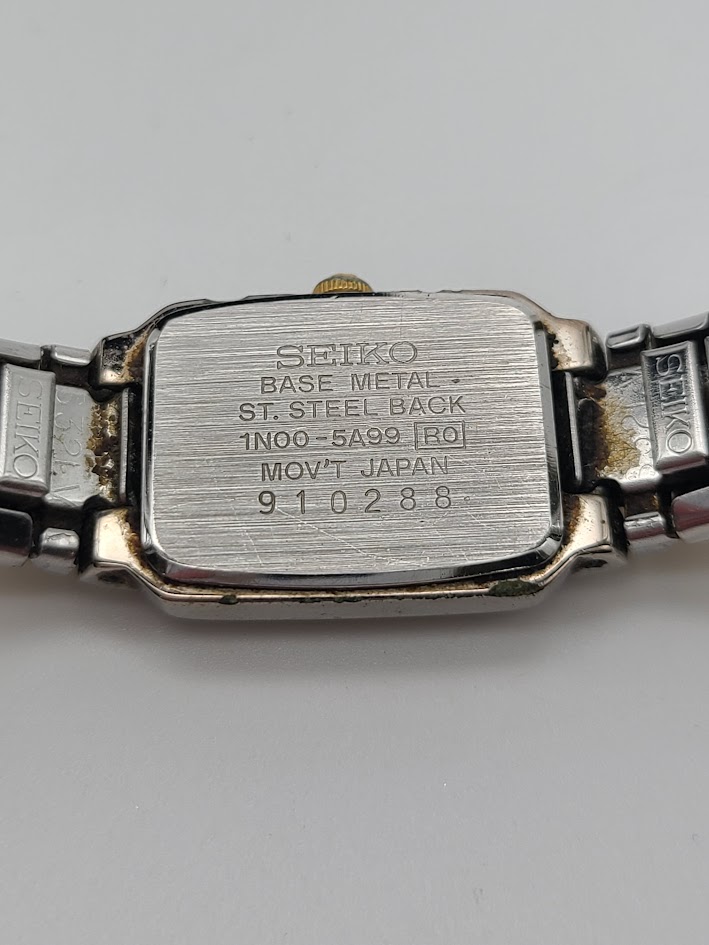 SEIKO
BASE METAL
ST. STEEL BACK
1N00-5A99 R0
MOV'T JAPAN
910288
SEIKO
SEIKO